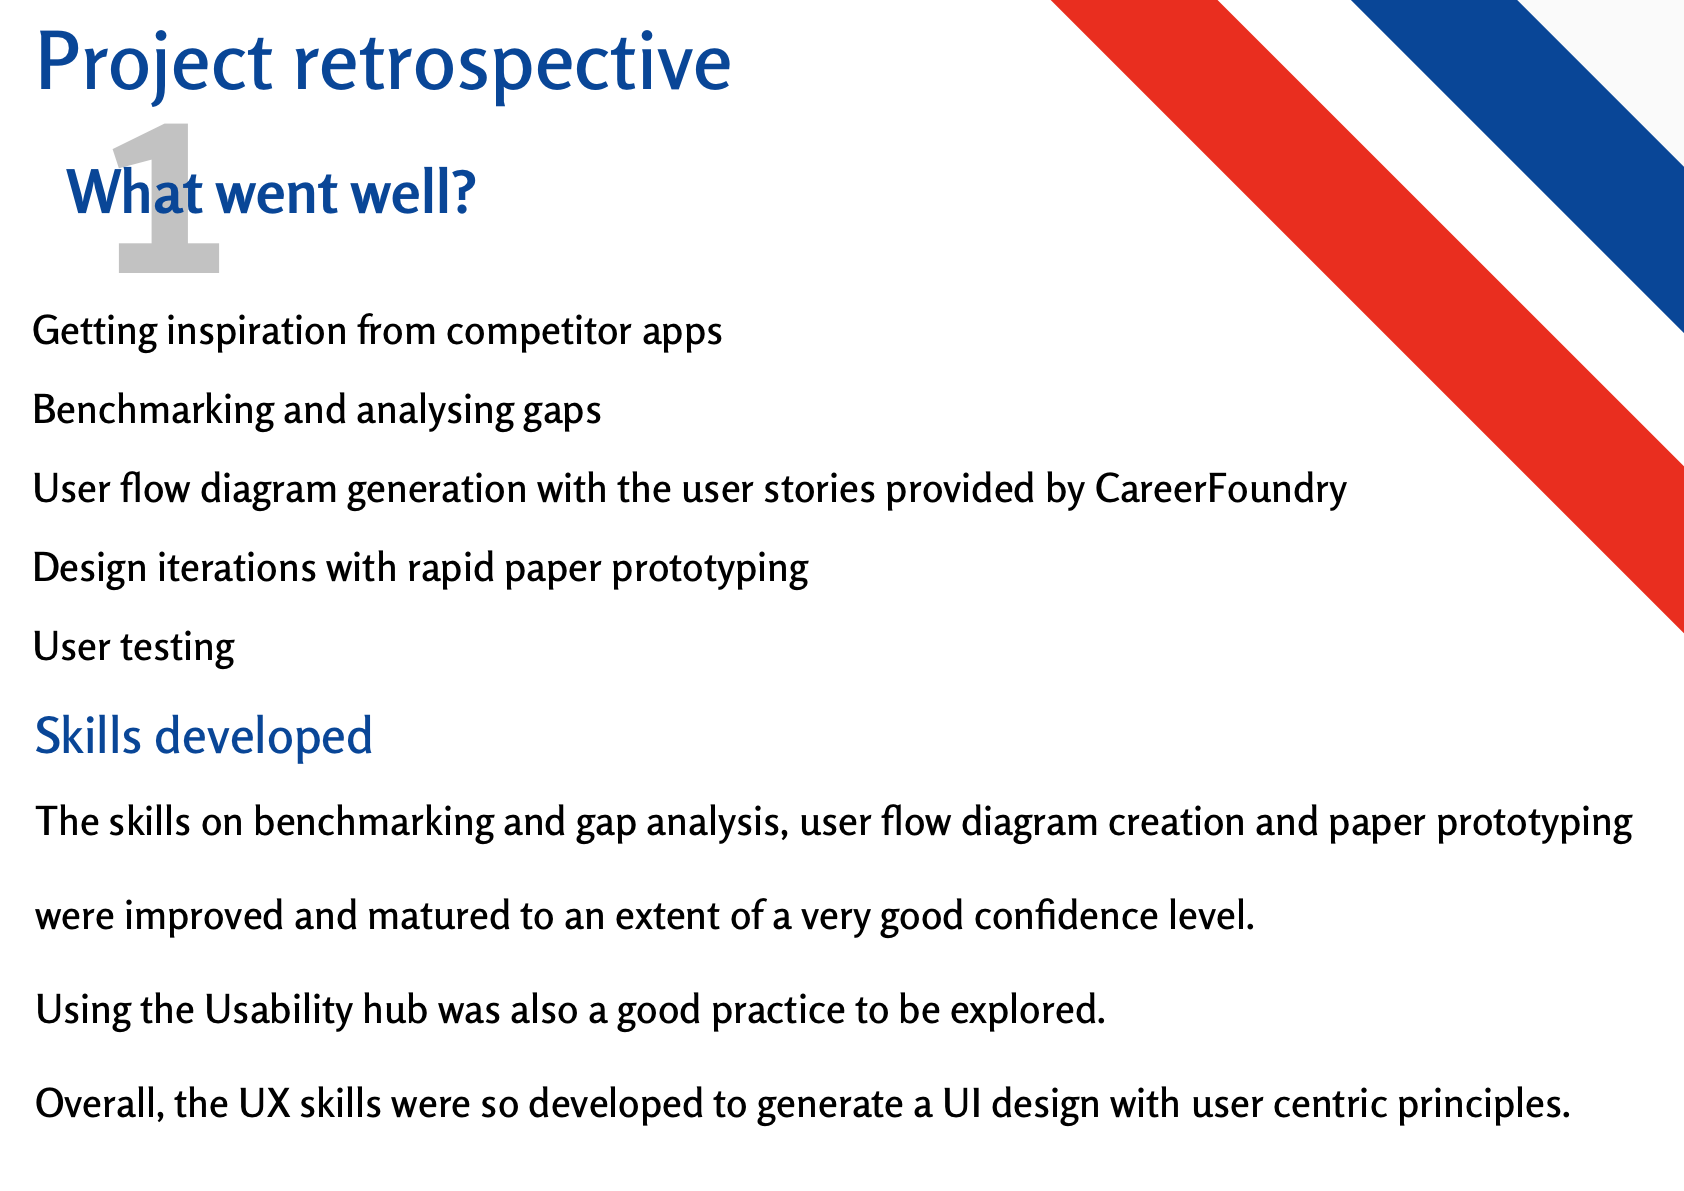 Project retrospective
1
What went well?
Getting inspiration from competitor apps
Benchmarking and analysing gaps
User flow diagram generation with the user stories provided by CareerFoundry
Design iterations with rapid paper prototyping
User testing
Skills developed
The skills on benchmarking and gap analysis, user flow diagram creation and paper prototyping
were improved and matured to an extent of a very good confidence level.
Using the Usability hub was also a good practice to be explored.
Overall, the UX skills were so developed to generate a UI design with user centric principles.